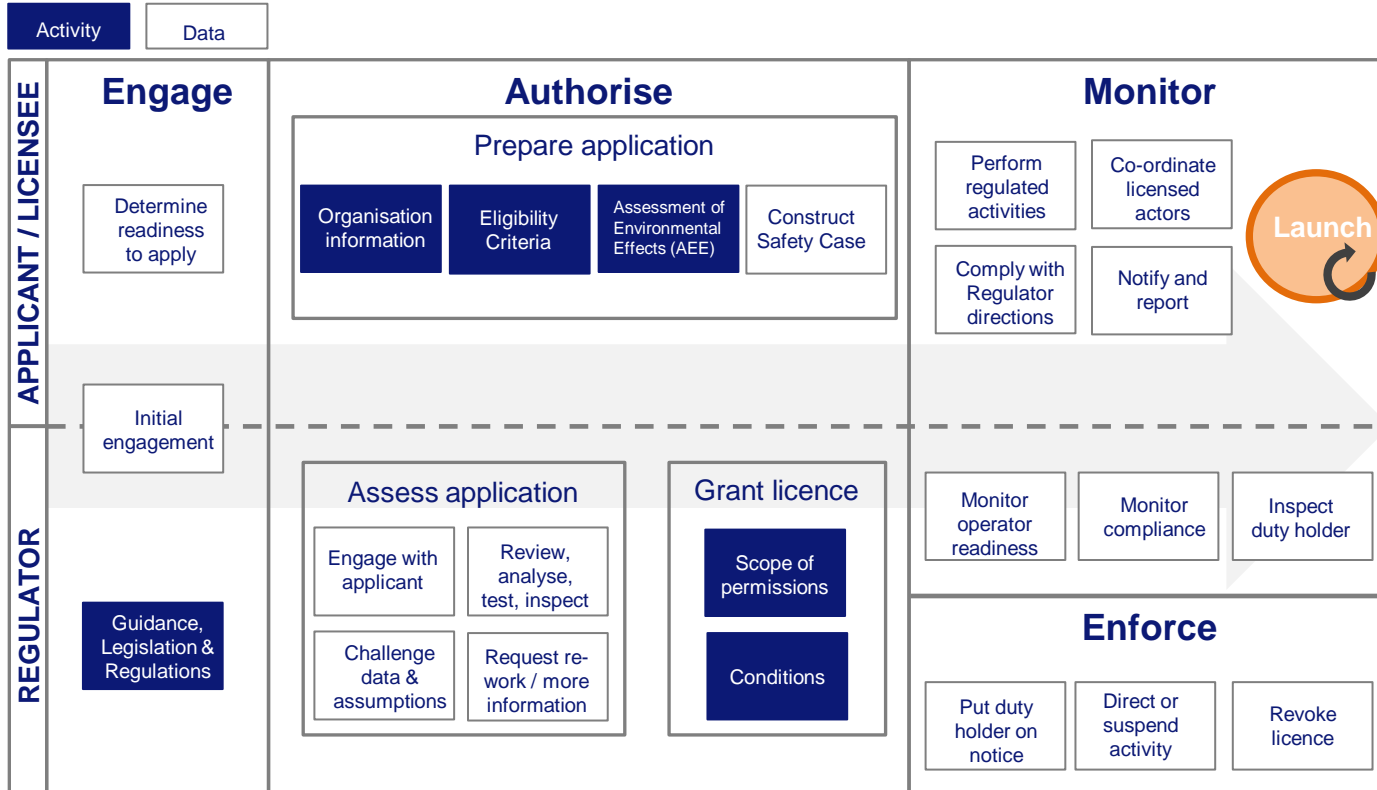 Activity
Data
APPLICANT / LICENSEE
REGULATOR
Engage
Determine
readiness
to apply
Initial
engagement
Guidance,
Legislation &
Regulations
Authorise
Prepare application
Organisation
information
Eligibility
Criteria
Assessment of
Environmental
Effects (AEE)
Construct
Safety Case
Assess application
Engage with
applicant
Review,
analyse,
test, inspect
Challenge
data &
assumptions
Request re-
work / more
information
Grant licence
Scope of
permissions
Conditions
Monitor
Perform
regulated
activities
Co-ordinate
licensed
actors
Comply with
Regulator
directions
Notify and
report
Launch
Monitor
operator
readiness
Monitor
compliance
Inspect
duty holder
Enforce
Put duty
holder on
notice
Direct or
suspend
activity
Revoke
licence